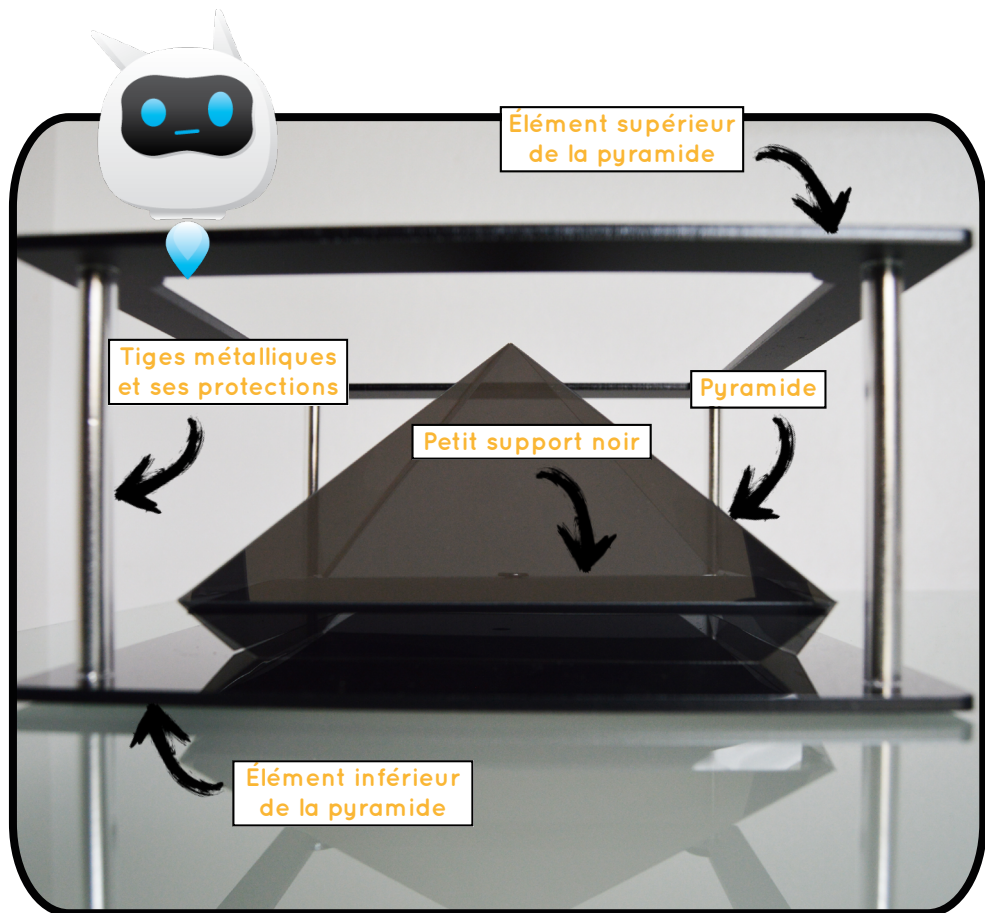 Élément supérieur
de la pyramide
Tiges métalliques
et ses protections
Pyramide
Petit support noir
Élément inférieur
de la pyramide